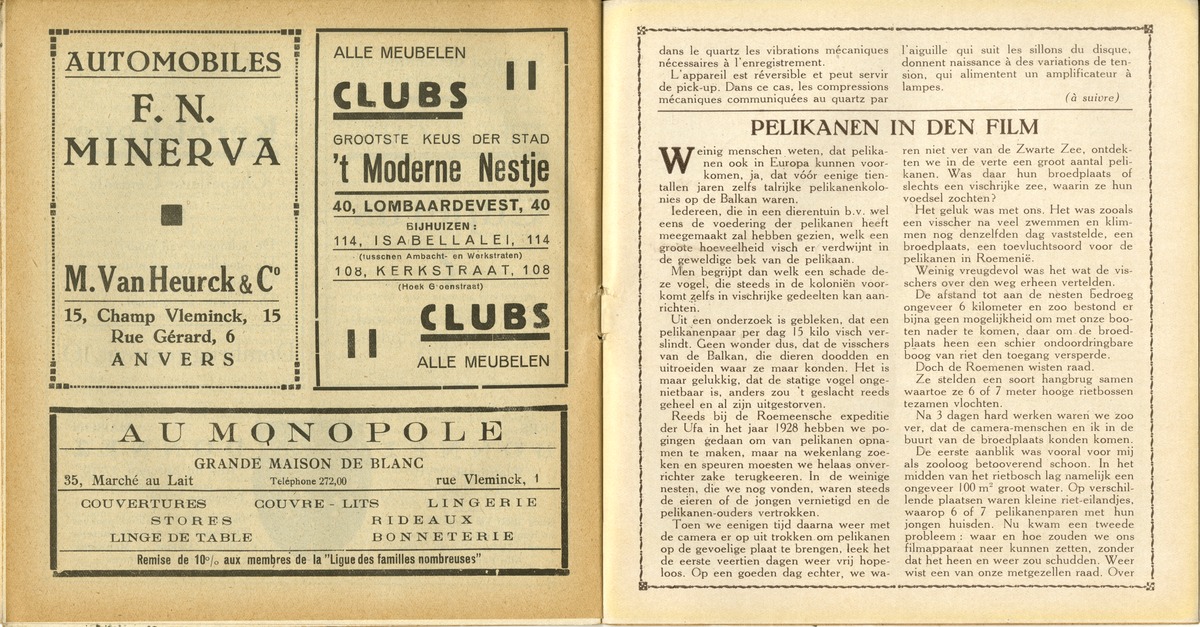 AUTOMOBILES
F. N.
MINERVA
M. Van Heurck & Cº
15, Champ Vleminck, 15
Rue Gérard, 6
ANVERS
ALLE MEUBELEN
CLUBS
GROOTSTE KEUS DER STAD
't Moderne Nestje
40, LOMBAARDEVEST, 40
BIJHUIZEN :
114, ISABELLALEI, 114
(tusschen Ambacht- en Werkstraten)
108, KERKSTRAAT, 108
(Hoek G oenstraat)
CLUBS
ALLE MEUBELEN
AU MONOPOLE
GRANDE MAISON DE BLANC
35, Marché au Lait Téléphone 272,00 rue Vleminck, 1
COUVERTURES COUVRE - LITS LINGERIE
STORES RIDEAUX
LINGE DE TABLE BONNETERIE
Remise de 10% aux membres de la "Ligue des familles nombreuses"
dans le quartz les vibrations mécaniques
nécessaires à l'enregistrement.
L'appareil est réversible et peut servir
de pick-up. Dans ce cas, les compressions
mécaniques communiquées au quartz par
l'aiguille qui suit les sillons du disque,
donnent naissance à des variations de ten-
sion, qui alimentent un amplificateur à
lampes.
(à suivre)
PELIKANEN IN DEN FILM
Weinig menschen weten, dat pelika-
nen ook in Europa kunnen voor-
komen, ja, dat vóór eenige tien-
tallen jaren zelfs talrijke pelikanenkolo-
nies op de Balkan waren.
Iedereen, die in een dierentuin b.v. wel
eens de voedering der pelikanen heeft
meegemaakt zal hebben gezien, welk een
groote hoeveelheid visch er verdwijnt in
de geweldige bek van de pelikaan.
Men begrijpt dan welk een schade de-
ze vogel, die steeds in de koloniën voor-
komt zelfs in vischrijke gedeelten kan aan-
richten.
Uit een onderzoek is gebleken, dat een
pelikanenpaar per dag 15 kilo visch ver-
slindt. Geen wonder dus, dat de visschers
van de Balkan, die dieren doodden en
uitroeiden waar ze maar konden. Het is
maar gelukkig, dat de statige vogel onge-
nietbaar is, anders zou 't geslacht reeds
geheel en al zijn uitgestorven.
Reeds bij de Roemeensche expeditie
der Ufa in het jaar 1928 hebben we po-
gingen gedaan om van pelikanen opna-
men te maken, maar na wekenlang zoe-
ken en speuren moesten we helaas onver-
richter zake terugkeeren. In de weinige
nesten, die we nog vonden, waren steeds
de eieren of de jongen vernietigd en de
pelikanen-ouders vertrokken.
Toen we eenigen tijd daarna weer met
de camera er op uit trokken om pelikanen
op de gevoelige plaat te brengen, leek het
de eerste veertien dagen weer vrij hope-
loos. Op een goeden dag echter, we wa-
ren niet ver van de Zwarte Zee, ontdek-
ten we in de verte een groot aantal peli-
kanen. Was daar hun broedplaats of
slechts een vischrijke zee, waarin ze hun
voedsel zochten?
Het geluk was met ons. Het was zooals
een visscher na veel zwemmen en klim-
men nog denzelfden dag vaststelde, een
broedplaats, een toevluchtsoord voor de
pelikanen in Roemenië.
Weinig vreugdevol was het wat de vis-
schers over den weg erheen vertelden.
De afstand tot aan de nesten bedroeg
ongeveer 6 kilometer en zoo bestond er
bijna geen mogelijkheid om met onze boo-
ten nader te komen, daar om de broed-
plaats heen een schier ondoordringbare
boog van riet den toegang versperde.
Doch de Roemenen wisten raad.
Ze stelden een soort hangbrug samen
waartoe ze 6 of 7 meter hooge rietbossen
tezamen vlochten.
Na 3 dagen hard werken waren we zoo
ver, dat de camera-menschen en ik in de
buurt van de broedplaats konden komen.
De eerste aanblik was vooral voor mij
als zooloog betooverend schoon. In het
midden van het rietbosch lag namelijk een
ongeveer 100 m² groot water. Op verschil-
lende plaatsen waren kleine riet-eilandjes,
waarop 6 of 7 pelikanenparen met hun
jongen huisden. Nu kwam een tweede
probleem : waar en hoe zouden we ons
filmapparaat neer kunnen zetten, zonder
dat het heen en weer zou schudden. Weer
wist een van onze metgezellen raad. Over